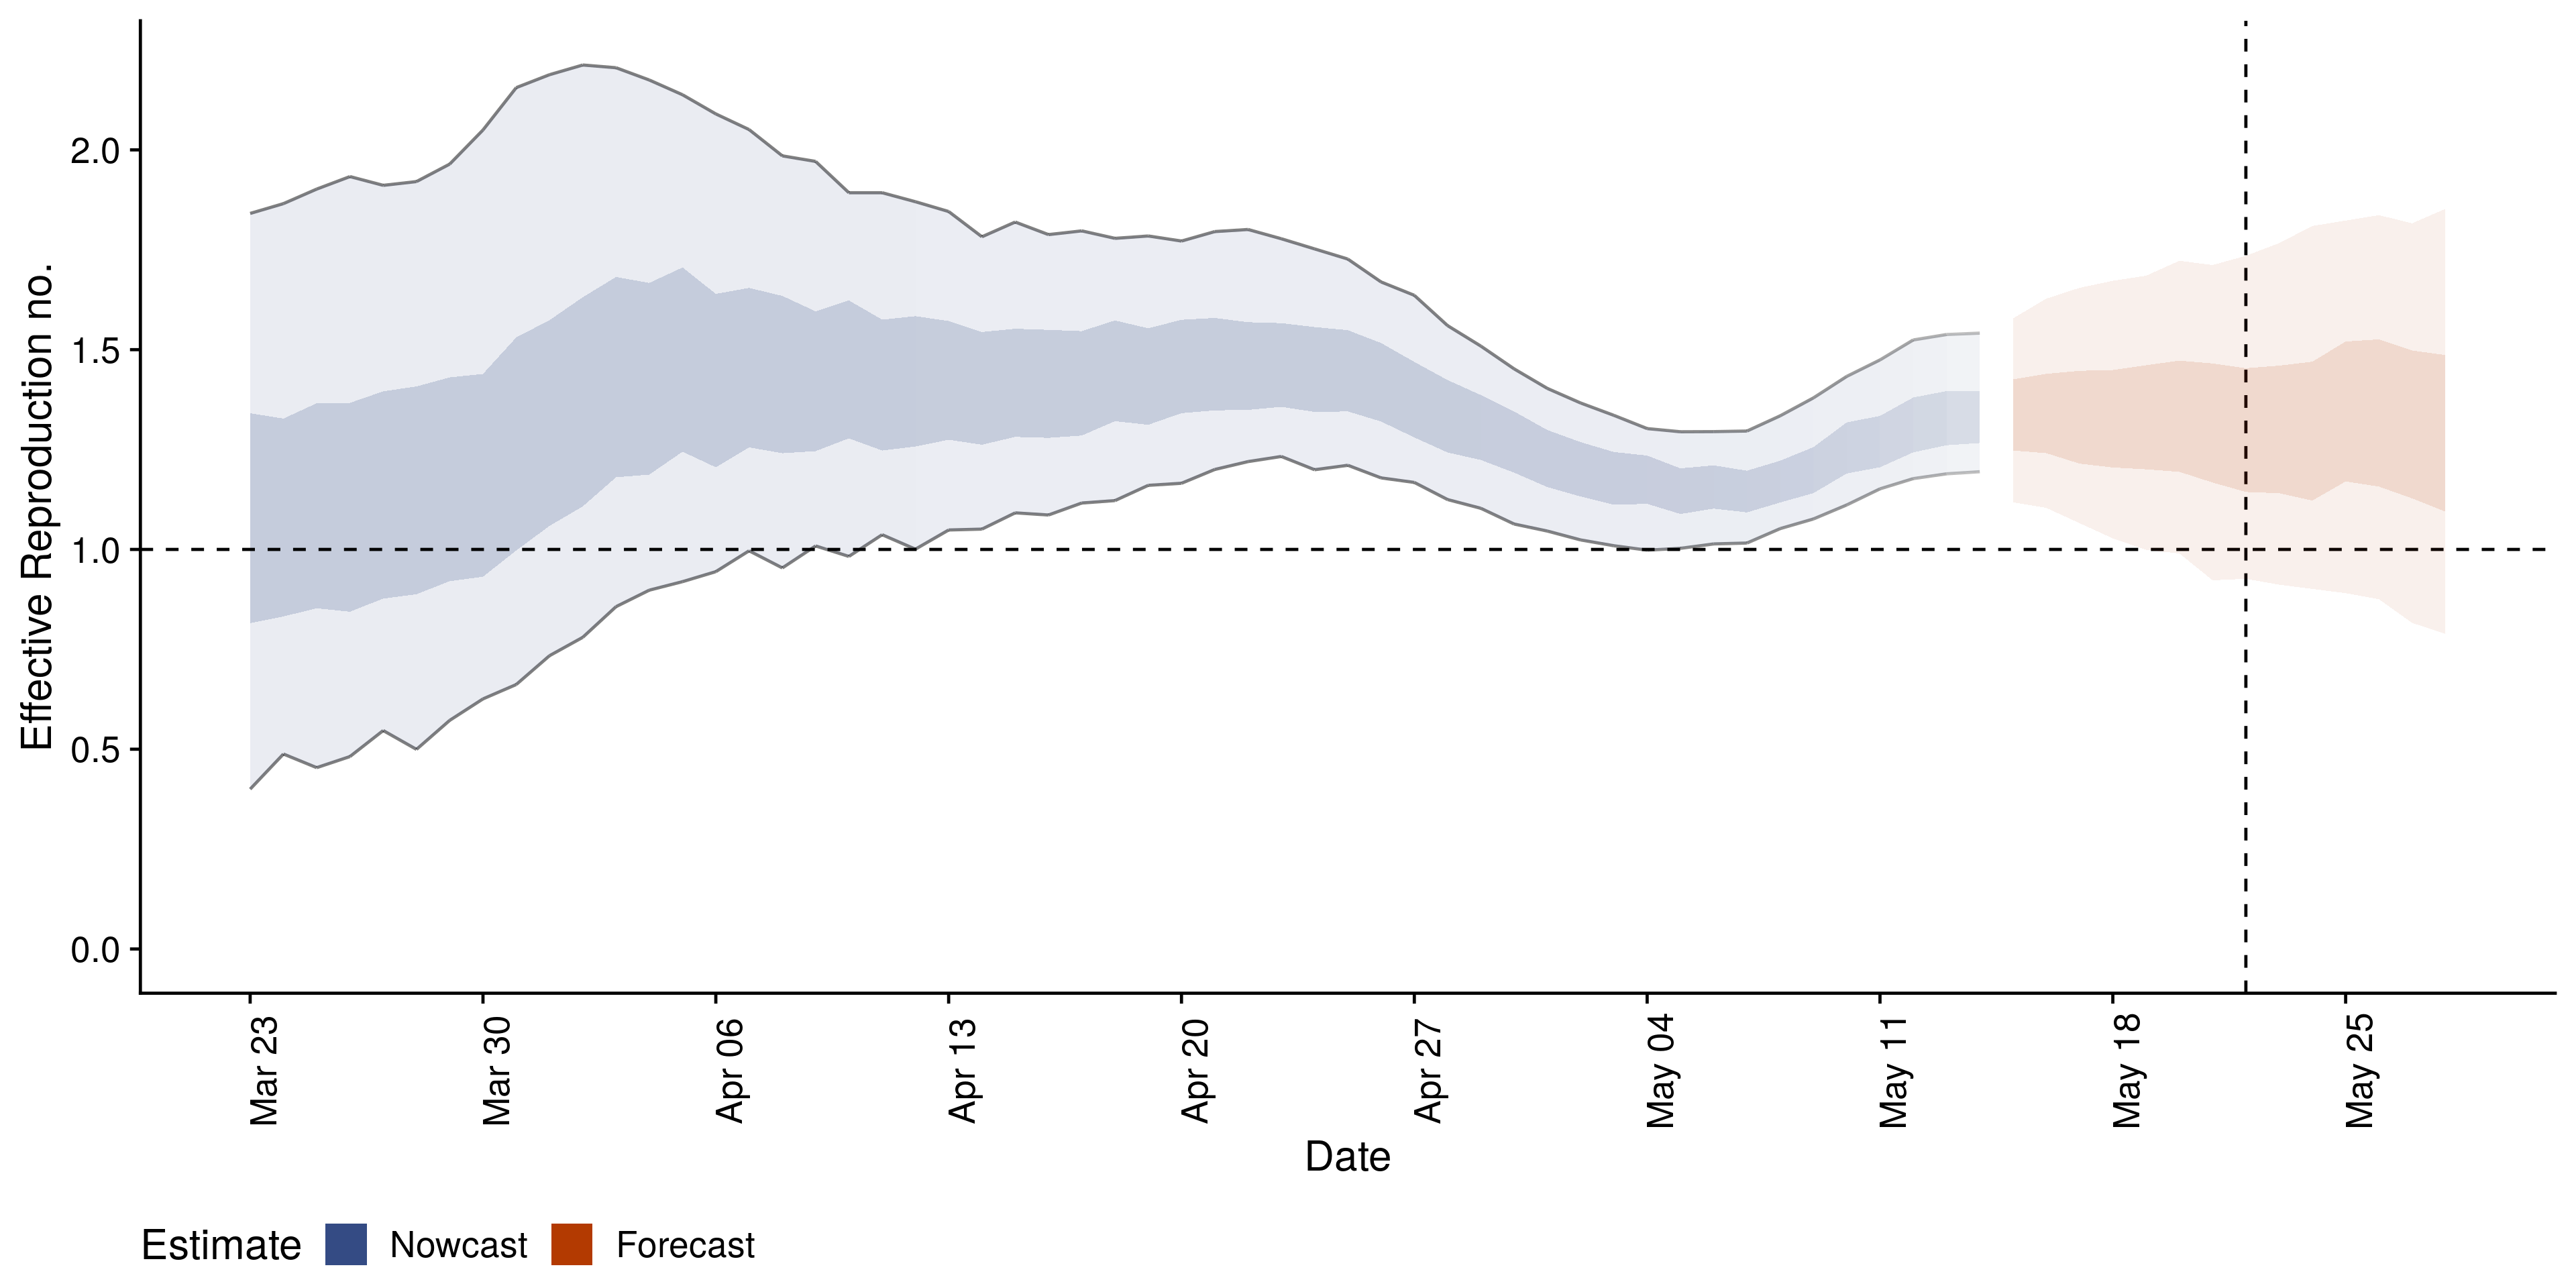 Effective Reproduction no.
2.0
1.5
1.0
0.5
0.0
Mar 23
Mar 30
Apr 06
Apr 13
Apr 20
Apr 27
May 04
May 11
May 18
May 25
Date
Estimate Nowcast Forecast